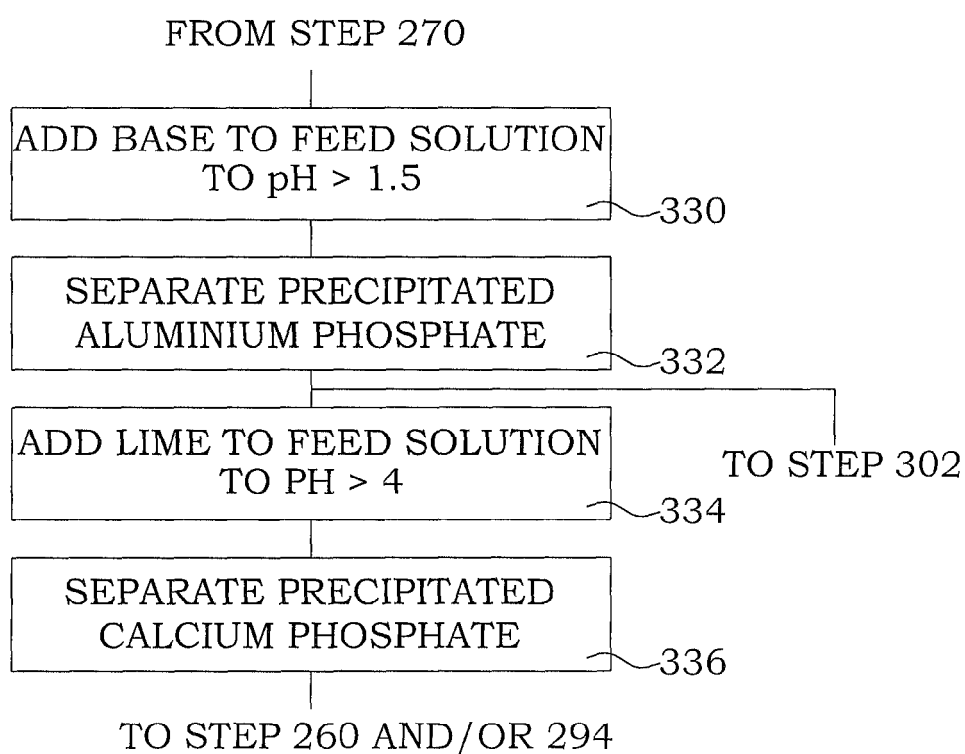 FROM STEP 270
ADD BASE TO FEED SOLUTION
TO pH > 1.5
330
SEPARATE PRECIPITATED
ALUMINIUM PHOSPHATE
332
ADD LIME TO FEED SOLUTION
TO PH > 4
334
TO STEP 302
SEPARATE PRECIPITATED
CALCIUM PHOSPHATE
336
TO STEP 260 AND/OR 294